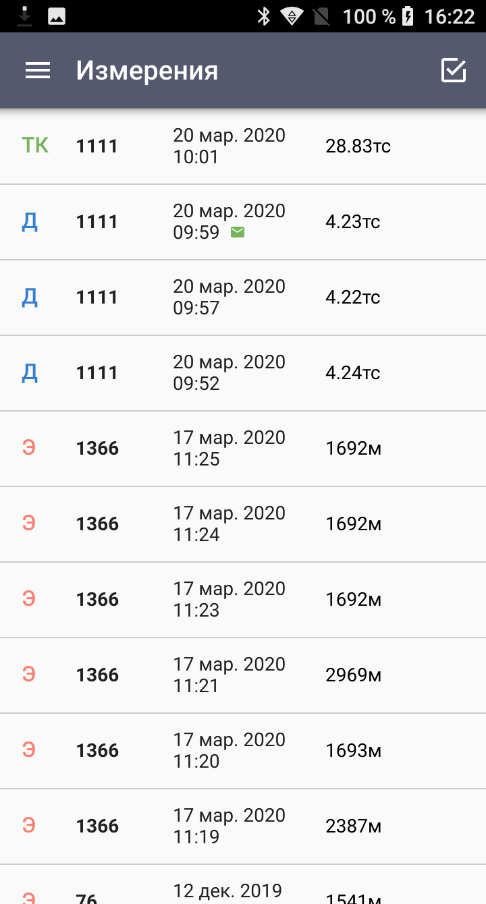 100 % 16:22
Измерения
ТК 1111 20 мар. 2020 28.83тс
10:01
Д 1111 20 мар. 2020 4.23тс
09:59
Д 1111 20 мар. 2020 4.22тс
09:57
Д 1111 20 мар. 2020 4.24тс
09:52
Э 1366 17 мар. 2020 1692м
11:25
Э 1366 17 мар. 2020 1692м
11:24
Э 1366 17 мар. 2020 1692м
11:23
Э 1366 17 мар. 2020 2969м
11:21
Э 1366 17 мар. 2020 1693м
11:20
Э 1366 17 мар. 2020 2387м
11:19
Э 76 12 дек. 2019 1541м